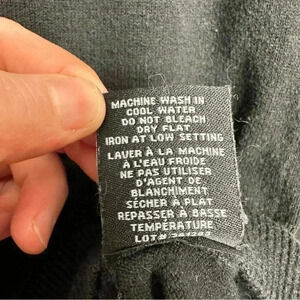 MACHINE WASH IN
COOL WATER
DO NOT BLEACH
DRY FLAT
IRON AT LOW SETTING
LAVER À LA MACHINE
À L'EAU FROIDE
NE PAS UTILISER
D'AGENT DE
BLANCHIMENT
SÉCHER À PLAT
REPASSER À BASSE
TEMPÉRATURE
LOT#